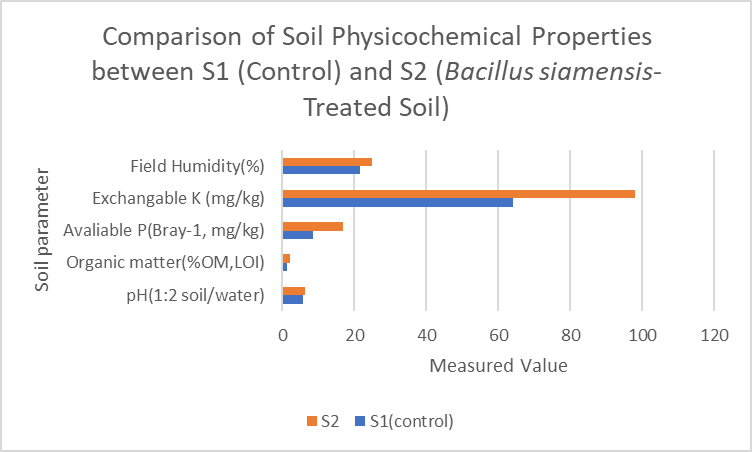 Comparison of Soil Physicochemical Properties
between S1 (Control) and S2 (Bacillus siamensis-
Treated Soil)
Soil parameter
Field Humidity(%)
Exchangable K (mg/kg)
Avaliable P(Bray-1, mg/kg)
Organic matter(%OM,LOI)
pH(1:2 soil/water)
0 20 40 60 80 100 120
Measured Value
S2 S1(control)